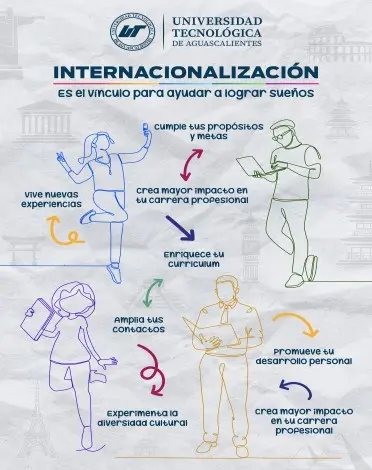 UNIVERSIDAD
TECNOLÓGICA
DE AGUASCALIENTES
INTERNACIONALIZACIÓN
Es el vínculo para ayudar a lograr sueños
Cumple tus propósitos
y metas
Vive nuevas
experiencias
Crea mayor impacto en
tu carrera profesional
Enriquece tu
curriculum
Amplia tus
contactos
Promueve tu
desarrollo personal
Experimenta la
diversidad cultural
Crea mayor impacto
en tu carrera
profesional